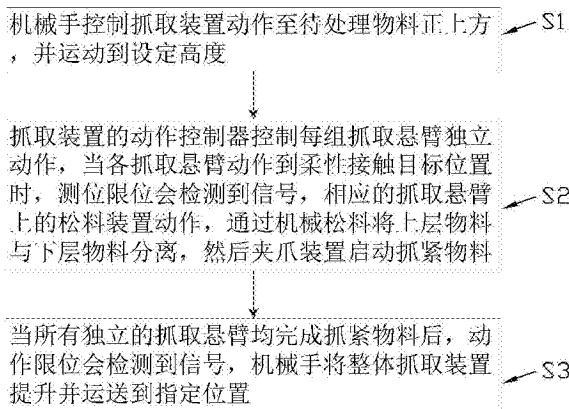 机械手控制抓取装置动作至待处理物料正上方
，并运动到设定高度
S1
抓取装置的动作控制器控制每组抓取悬臂独立
动作，当各抓取悬臂动作到柔性接触目标位置
时，测位限位会检测到信号，相应的抓取悬臂
上的松料装置动作，通过机械松料将上层物料
与下层物料分离，然后夹爪装置启动抓紧物料
S2
当所有独立的抓取悬臂均完成抓紧物料后，动
作限位会检测到信号，机械手将整体抓取装置
提升并运送到指定位置
S3